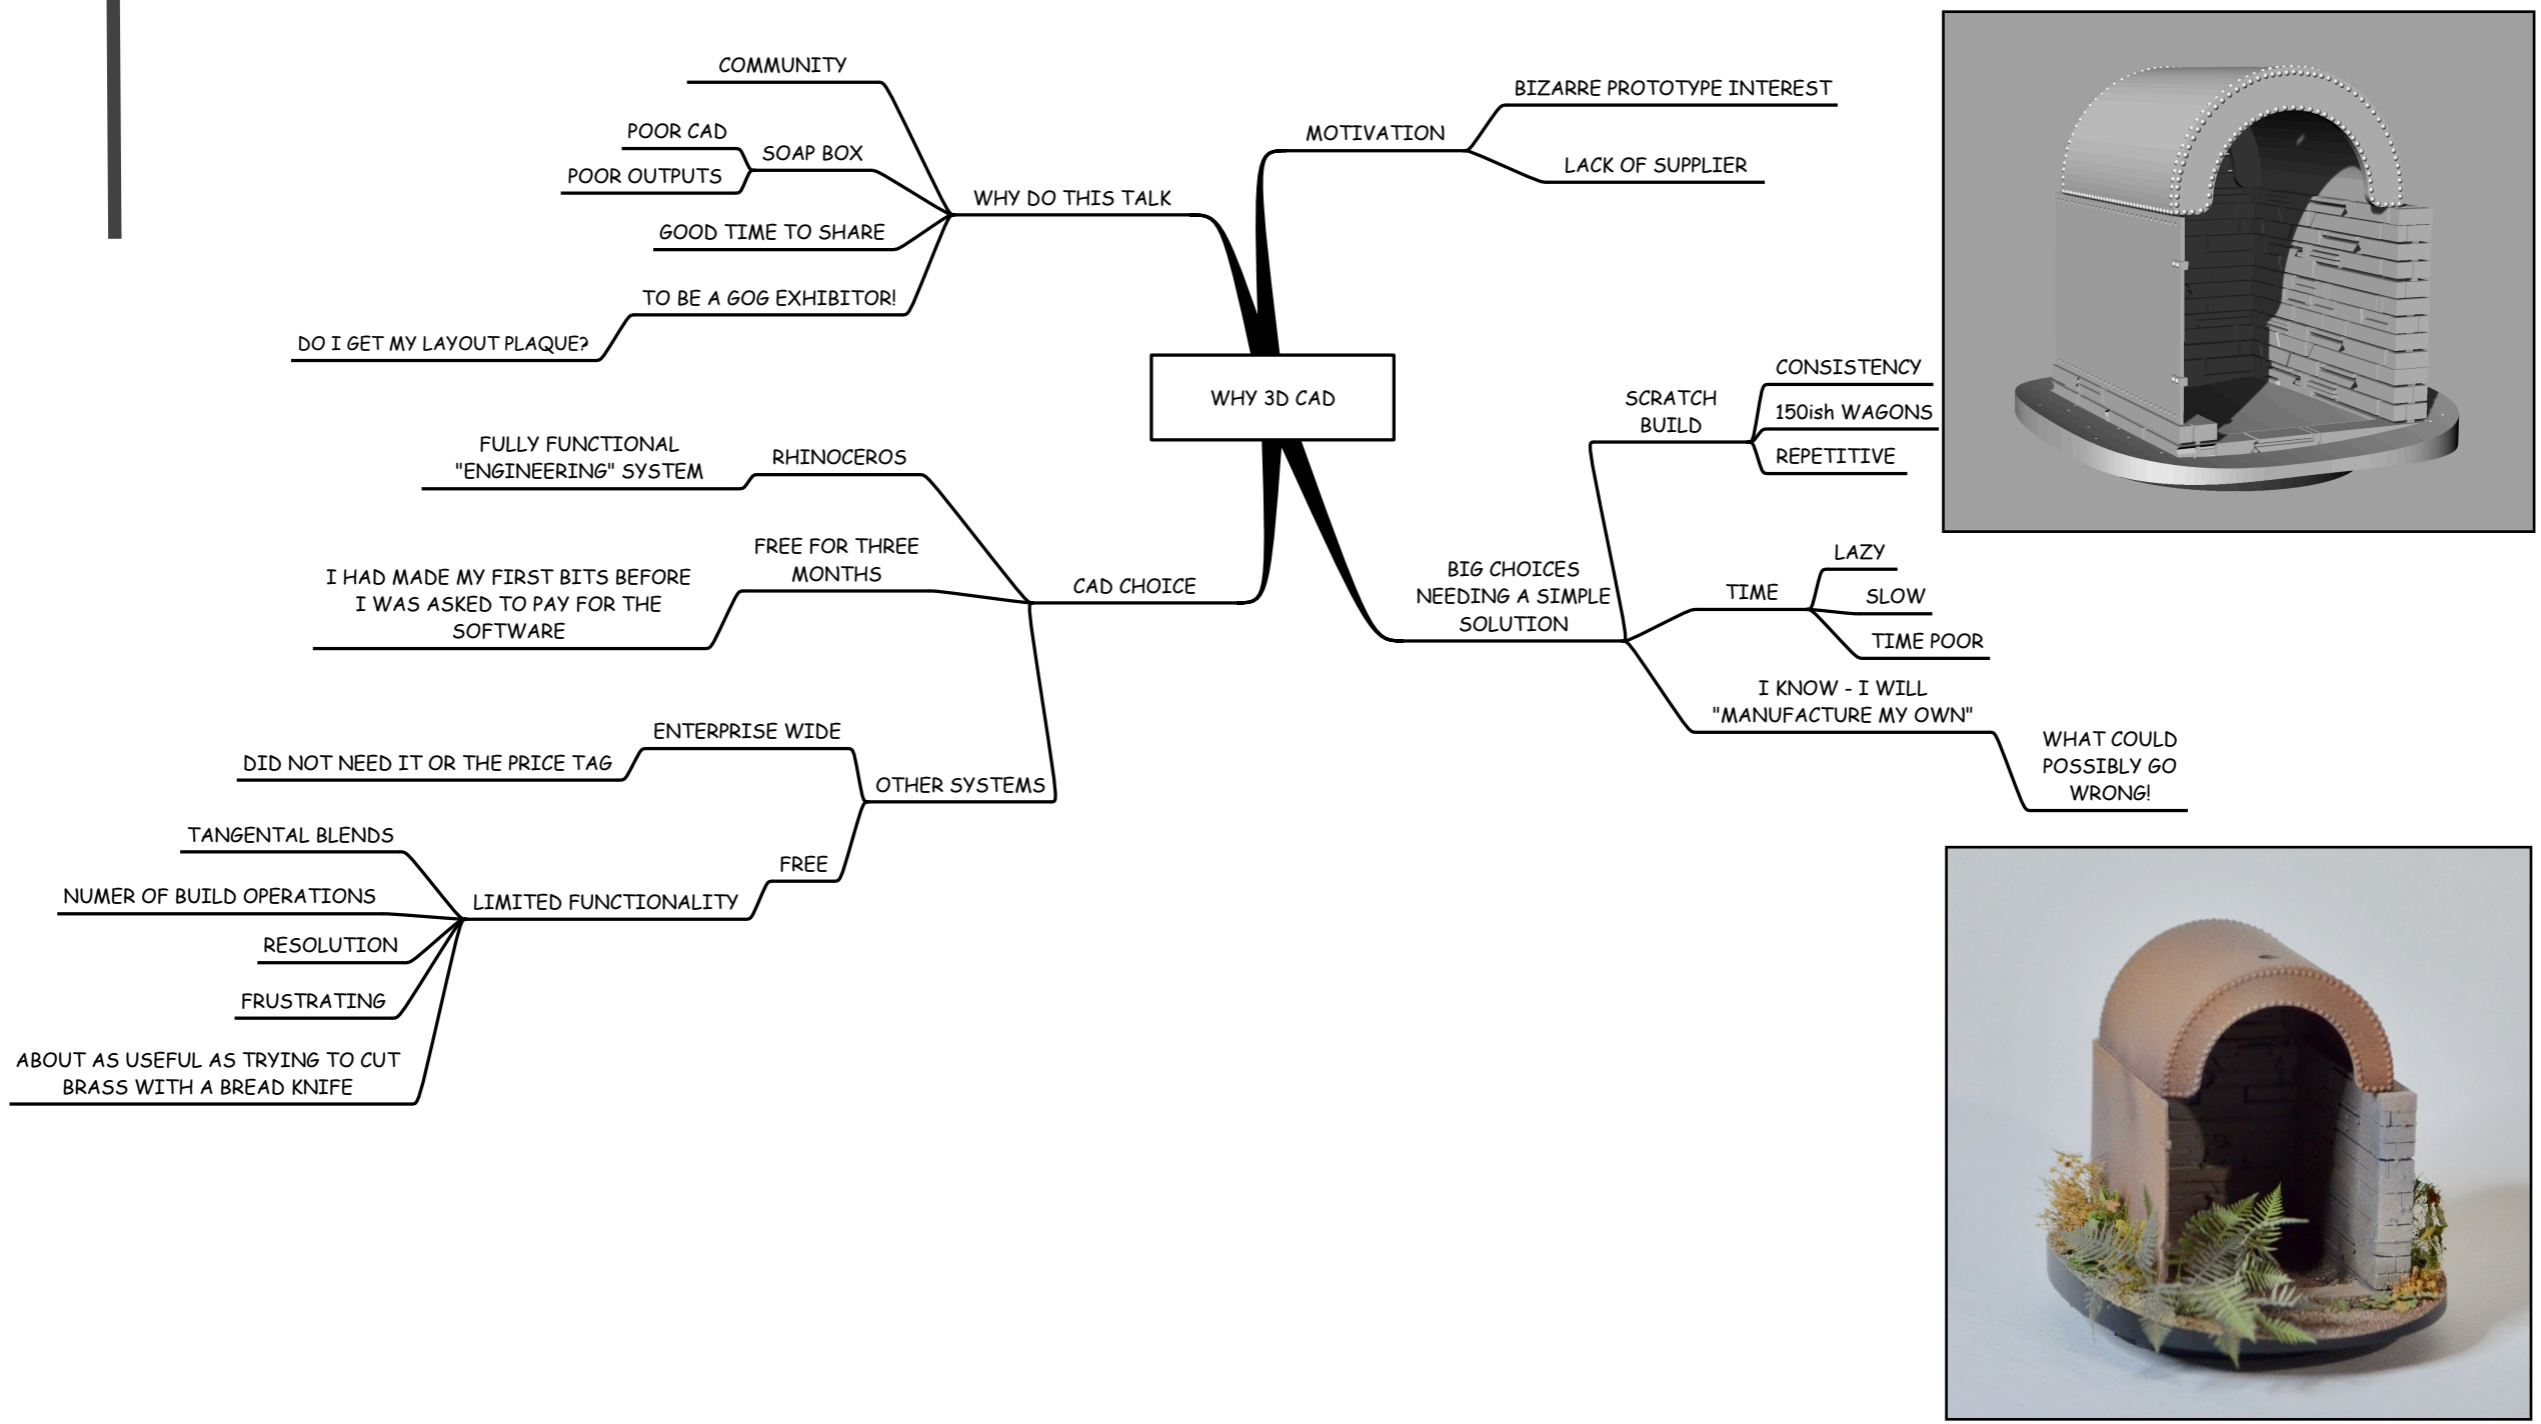 COMMUNITY
POOR CAD
SOAP BOX
POOR OUTPUTS
WHY DO THIS TALK
GOOD TIME TO SHARE
TO BE A GOG EXHIBITOR!
DO I GET MY LAYOUT PLAQUE?
BIZARRE PROTOTYPE INTEREST
MOTIVATION
LACK OF SUPPLIER
WHY 3D CAD
FULLY FUNCTIONAL
"ENGINEERING" SYSTEM
RHINOCEROS
FREE FOR THREE
MONTHS
I HAD MADE MY FIRST BITS BEFORE
I WAS ASKED TO PAY FOR THE
SOFTWARE
CAD CHOICE
ENTERPRISE WIDE
DID NOT NEED IT OR THE PRICE TAG
OTHER SYSTEMS
FREE
LIMITED FUNCTIONALITY
TANGENTAL BLENDS
NUMER OF BUILD OPERATIONS
RESOLUTION
FRUSTRATING
ABOUT AS USEFUL AS TRYING TO CUT
BRASS WITH A BREAD KNIFE
SCRATCH
BUILD
CONSISTENCY
150ish WAGONS
REPETITIVE
BIG CHOICES
NEEDING A SIMPLE
SOLUTION
TIME
LAZY
SLOW
TIME POOR
I KNOW - I WILL
"MANUFACTURE MY OWN"
WHAT COULD
POSSIBLY GO
WRONG!